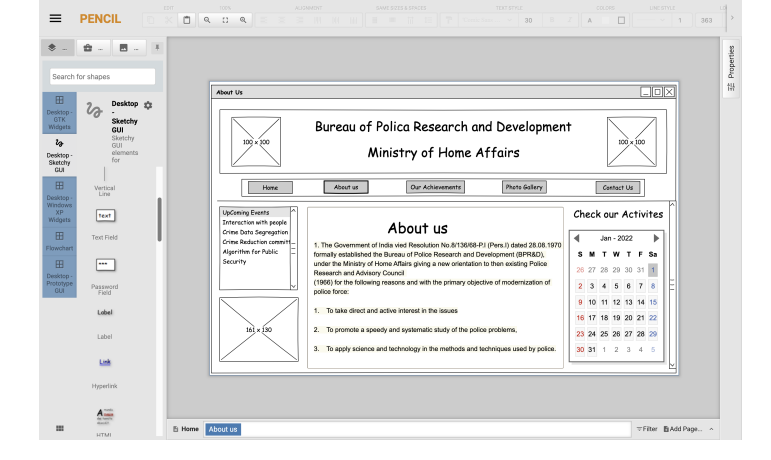 EDIT
ZOOM
ALIGNMENT
SAME SIZES & SPACES
TEXT STYLE
COLORS
LINE STYLE
PENCIL
30
A
1
363
...
...
...
Search for shapes
Properties
Desktop -
GTK
Widgets
Desktop -
Sketchy
GUI
Desktop -
Windows
XP
Widgets
Flowchart
Desktop -
Prototype
GUI
Desktop
-
Sketchy
GUI
Sketchy
GUI
elements
for
Vertical
Line
text
Text Field
Password
Field
Label
Label
Link
Hyperlink
HTML
About Us
100 x 100
Bureau of Polica Research and Development
Ministry of Home Affairs
100 x 100
Home
About us
Our Achievements
Photo Gallery
Contact Us
UpComing Events
Interaction with people
Crime Data Segregation
Crime Reduction committ
Algorithm for Public
Security
161 x 130
About us
1. The Government of India vied Resolution No.8/136/68-P.I (Pers.I) dated 28.08.1970
formally established the Bureau of Police Research and Development (BPR&D),
under the Ministry of Home Affairs giving a new orientation to then existing Police
Research and Advisory Council
(1966) for the following reasons and with the primary objective of modernization of
police force:
1. To take direct and active interest in the issues
2. To promote a speedy and systematic study of the police problems,
3. To apply science and technology in the methods and techniques used by police.
Check our Activites
Jan - 2022
S M T W T F Sa
26 27 28 29 30 31 1
2 3 4 5 6 7 8
9 10 11 12 13 14 15
16 17 18 19 20 21 22
23 24 25 26 27 28 29
30 31 1 2 3 4 5
Home
About us
Filter
Add Page...